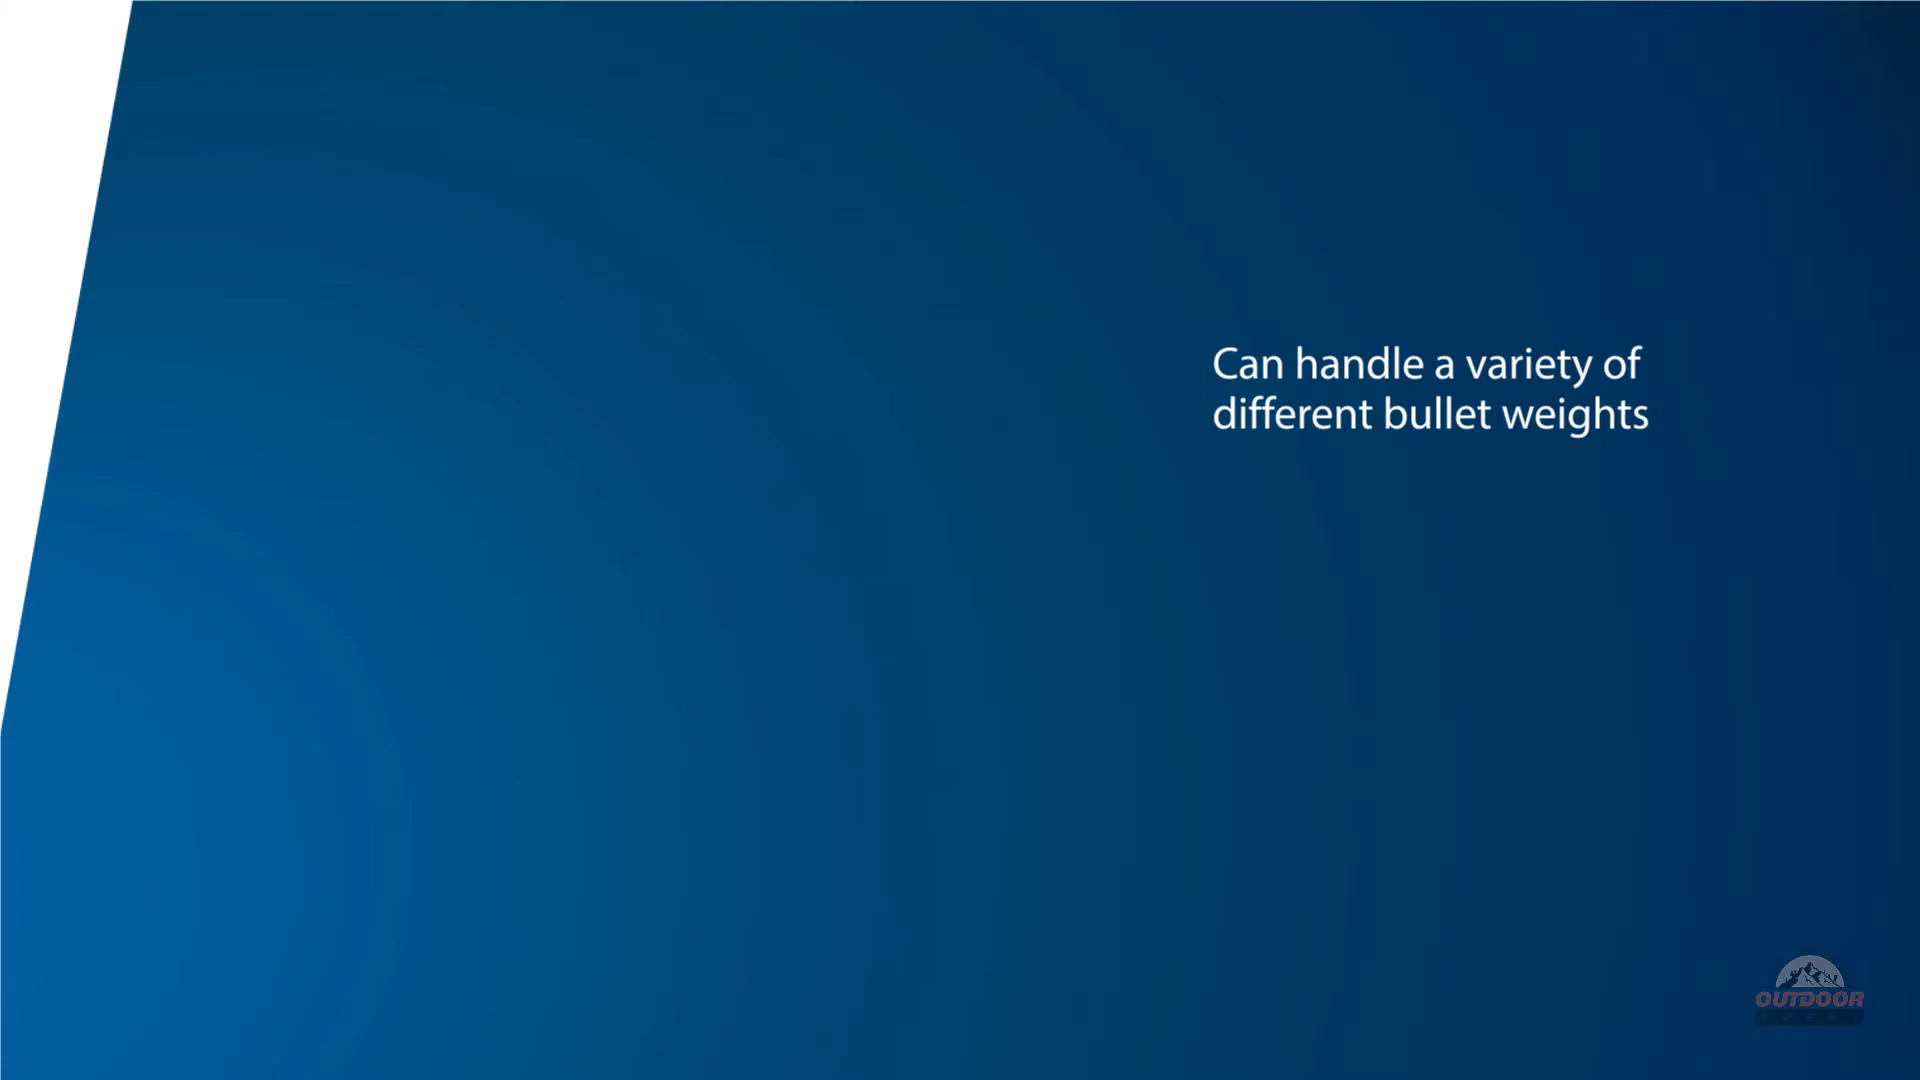 Can handle a variety of
different bullet weights
OUTDOOR